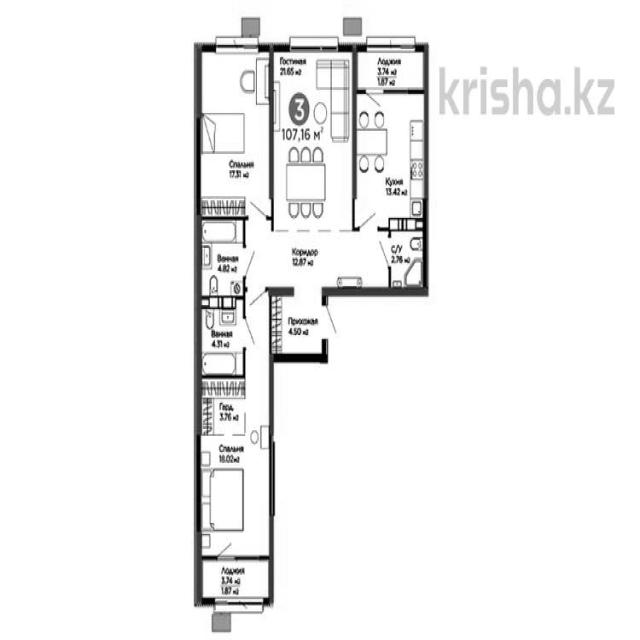 Гостиная
21.65 м²
Лоджия
3.74 м²
1.87 м²
krisha.kz
3
107,16 м²
Спальня
17.31 м²
Кухня
13.42 м²
Ванная
4.82 м²
Коридор
12.87 м²
С/У
2.76 м²
Ванная
4.31 м²
Прихожая
4.50 м²
Гард.
3.76 м²
Спальня
18.02 м²
Лоджия
3.74 м²
1.87 м²